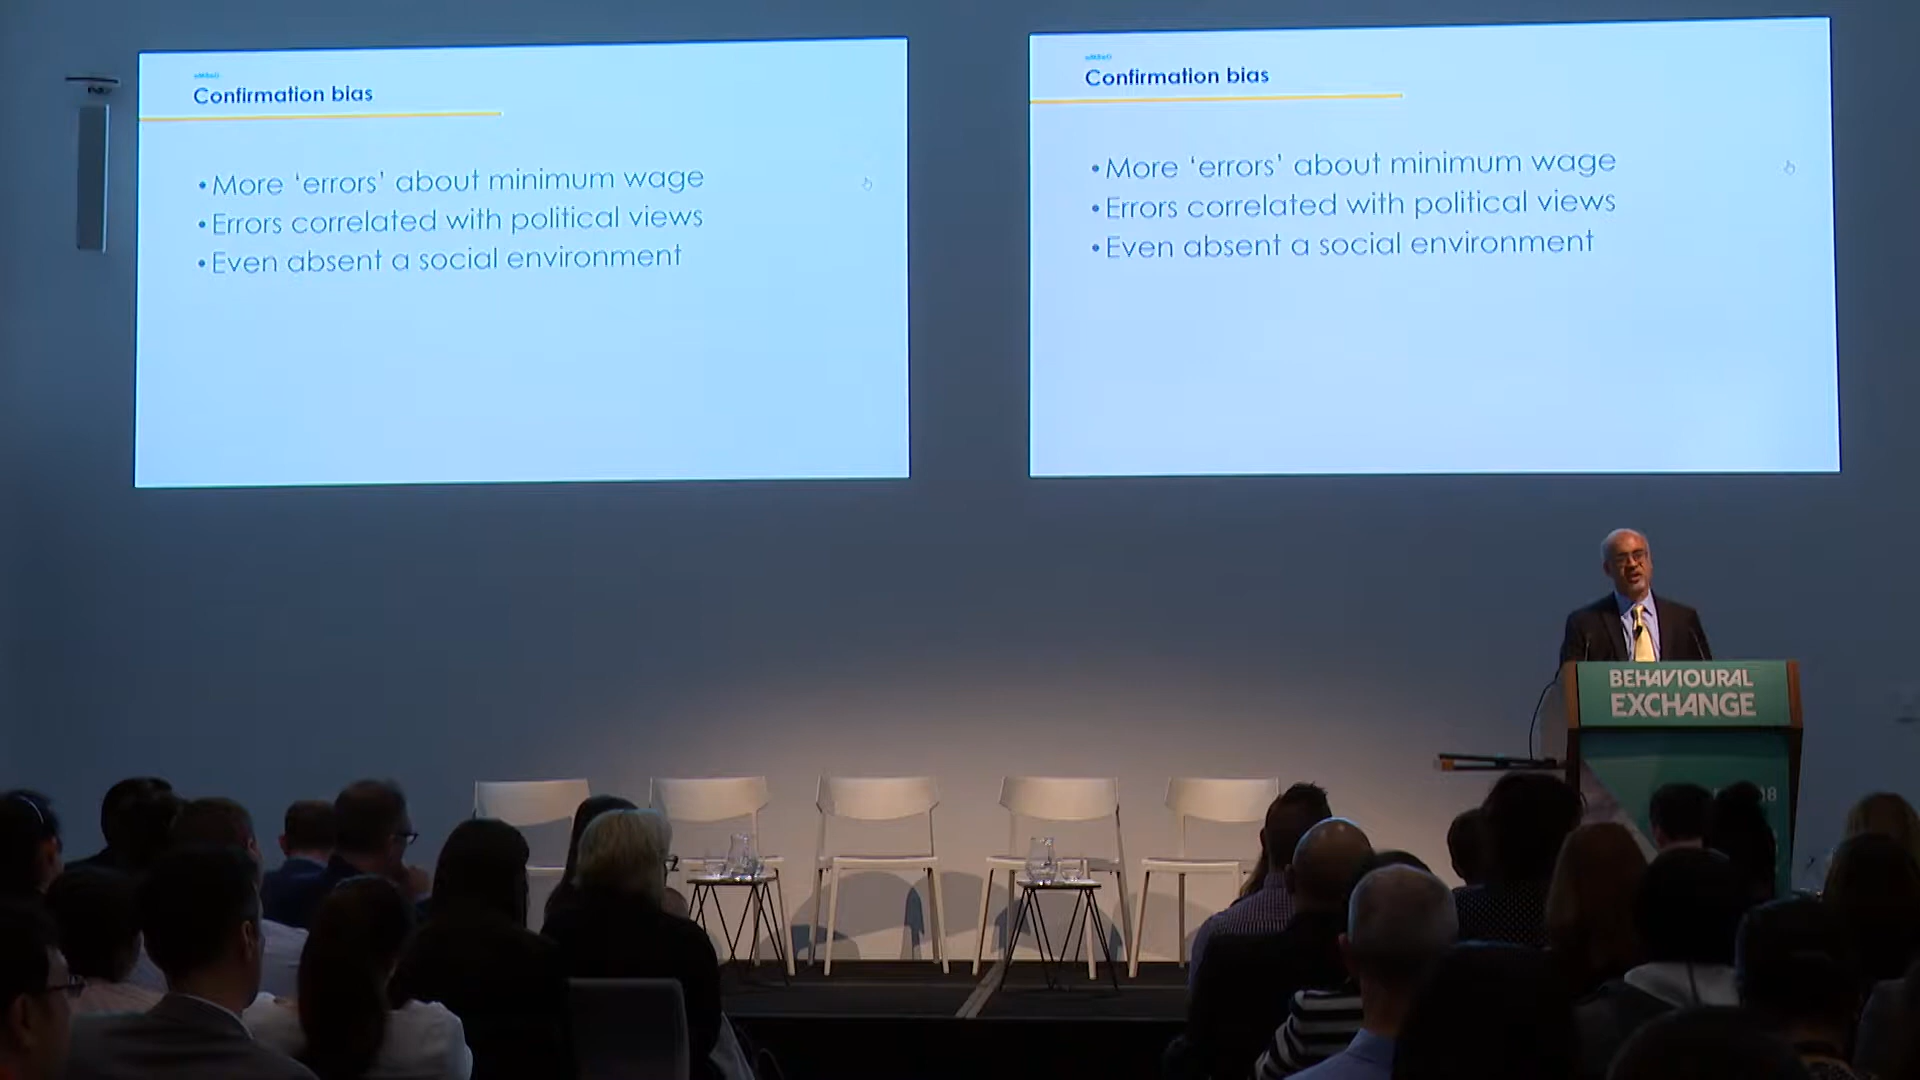 Confirmation bias
• More ‘errors’ about minimum wage
• Errors correlated with political views
• Even absent a social environment
Confirmation bias
• More ‘errors’ about minimum wage
• Errors correlated with political views
• Even absent a social environment
BEHAVIOURAL
EXCHANGE